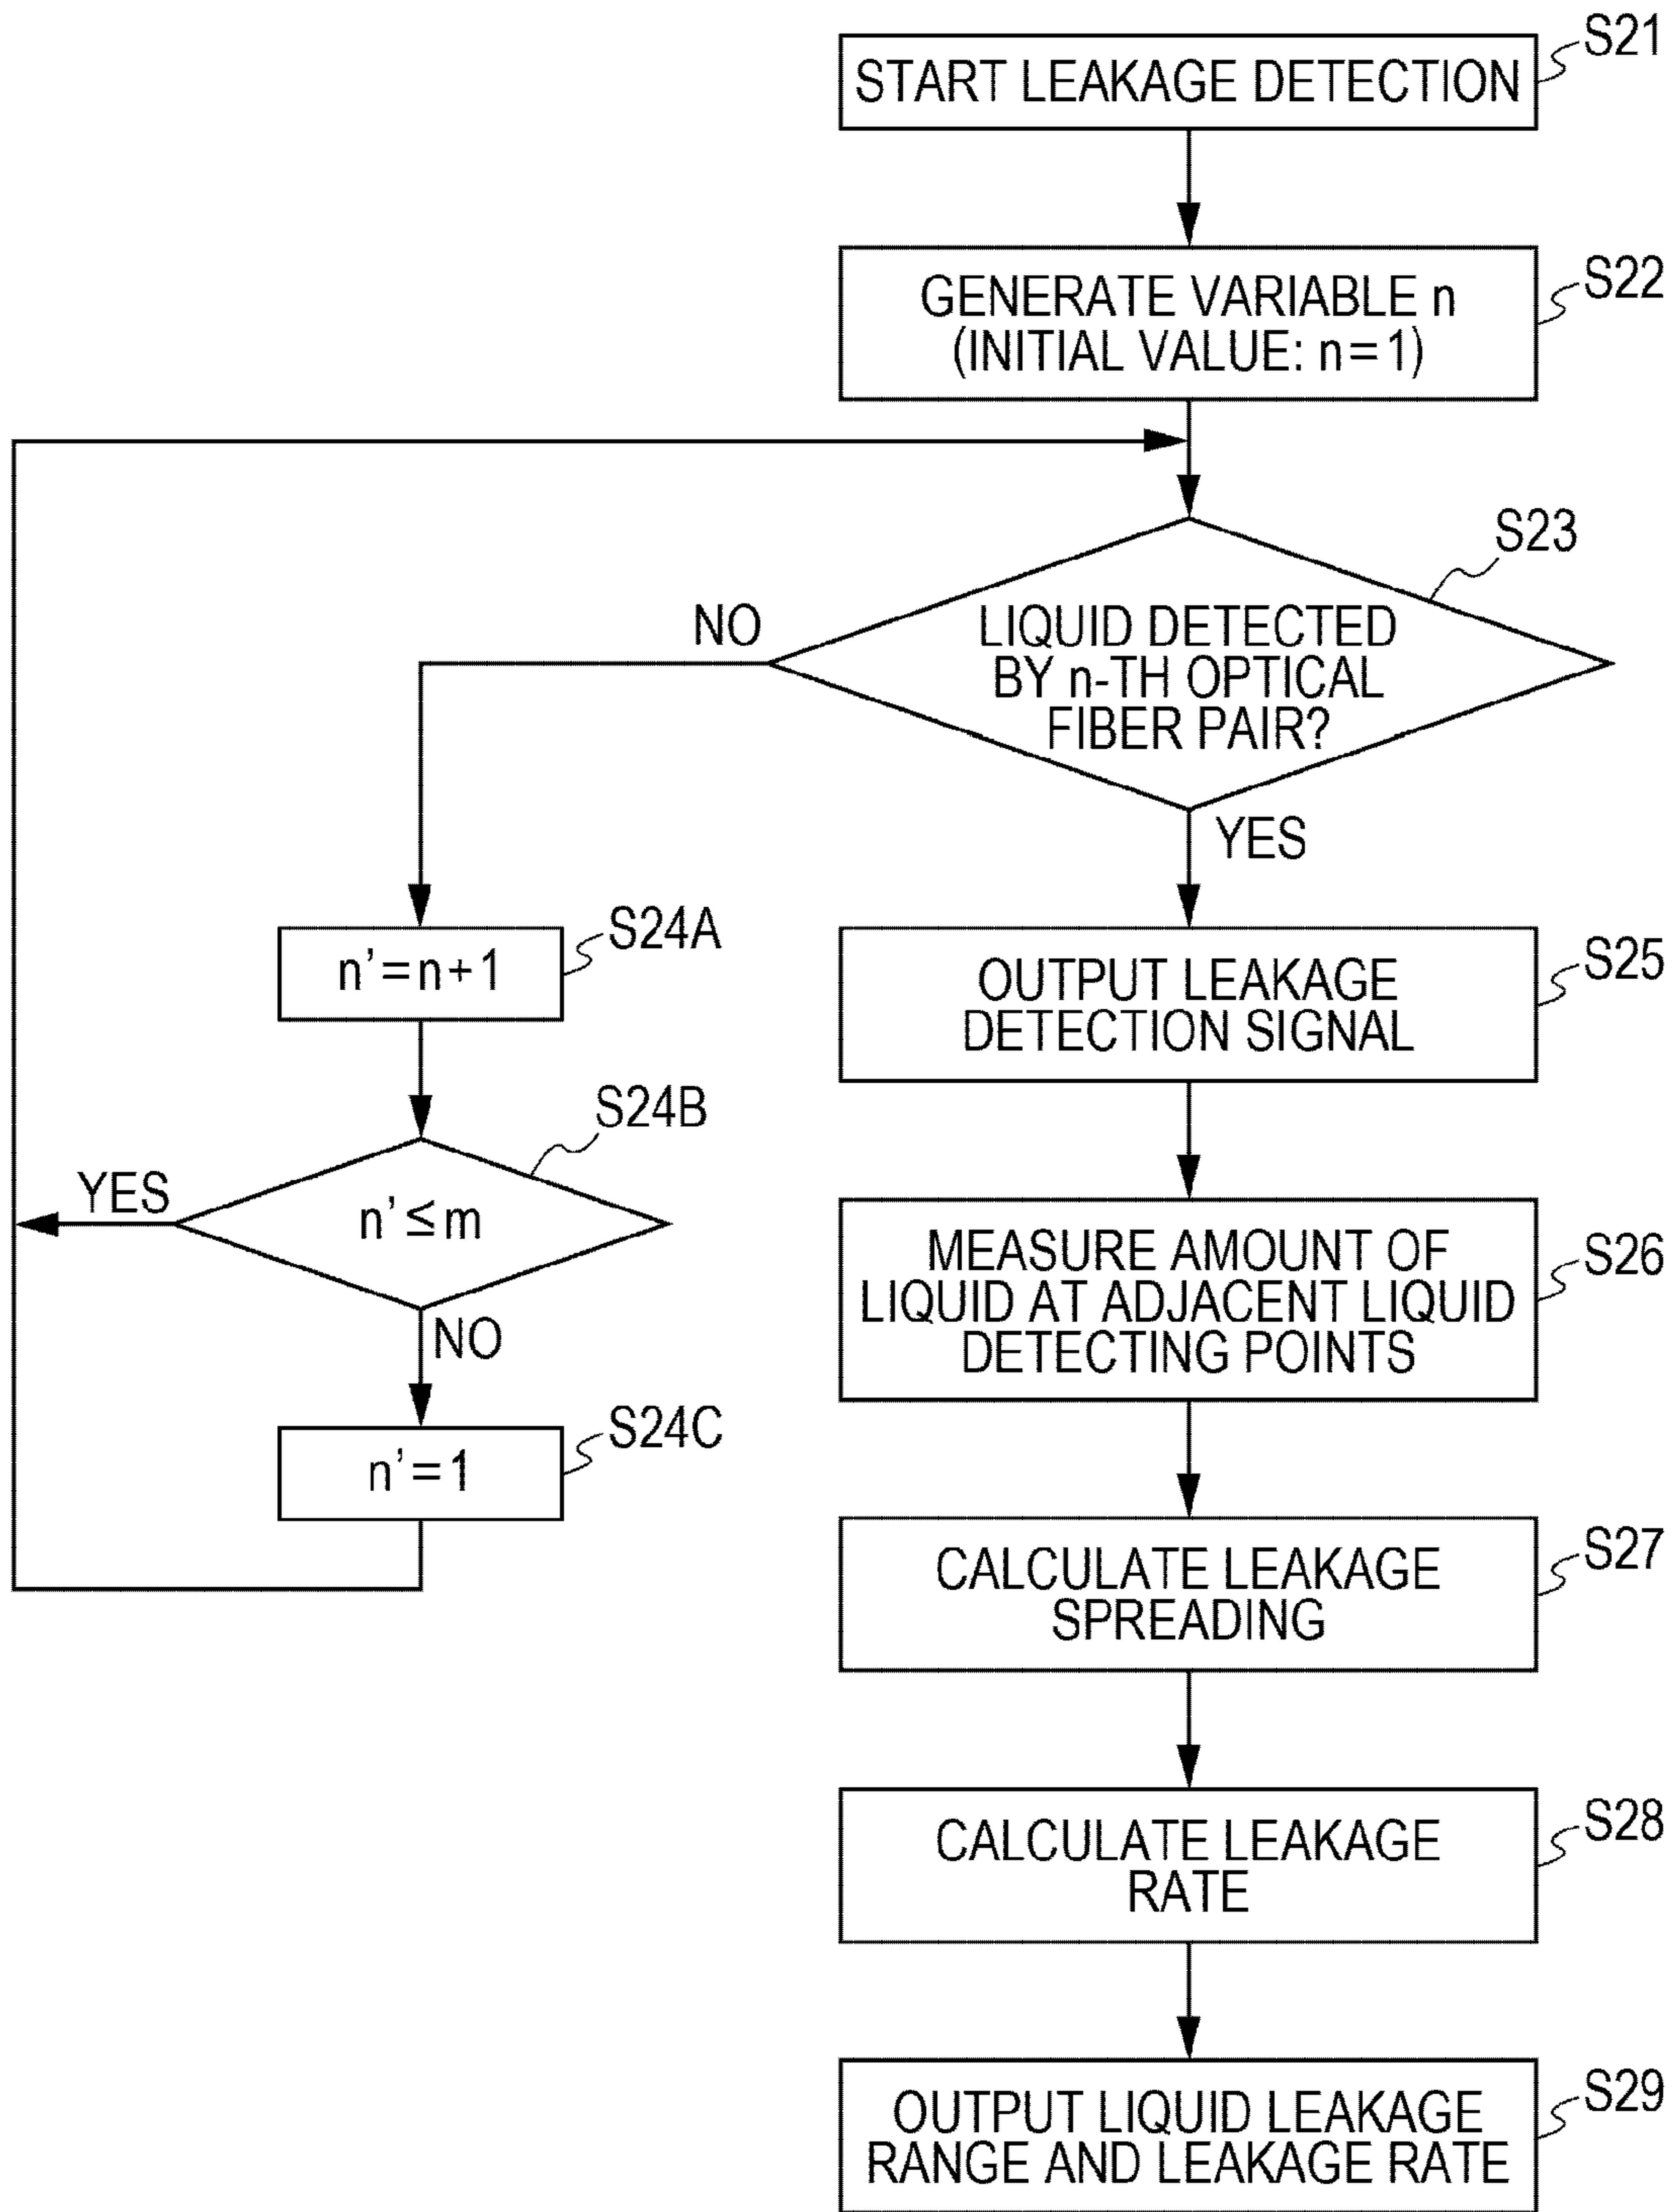 S21
START LEAKAGE DETECTION
S22
GENERATE VARIABLE n
(INITIAL VALUE: n=1)
S23
NO
LIQUID DETECTED
BY n-TH OPTICAL
FIBER PAIR?
YES
S24A
n'=n+1
S24B
YES
n'≤m
NO
S24C
n'=1
S25
OUTPUT LEAKAGE
DETECTION SIGNAL
S26
MEASURE AMOUNT OF
LIQUID AT ADJACENT LIQUID
DETECTING POINTS
S27
CALCULATE LEAKAGE
SPREADING
S28
CALCULATE LEAKAGE
RATE
S29
OUTPUT LIQUID LEAKAGE
RANGE AND LEAKAGE RATE